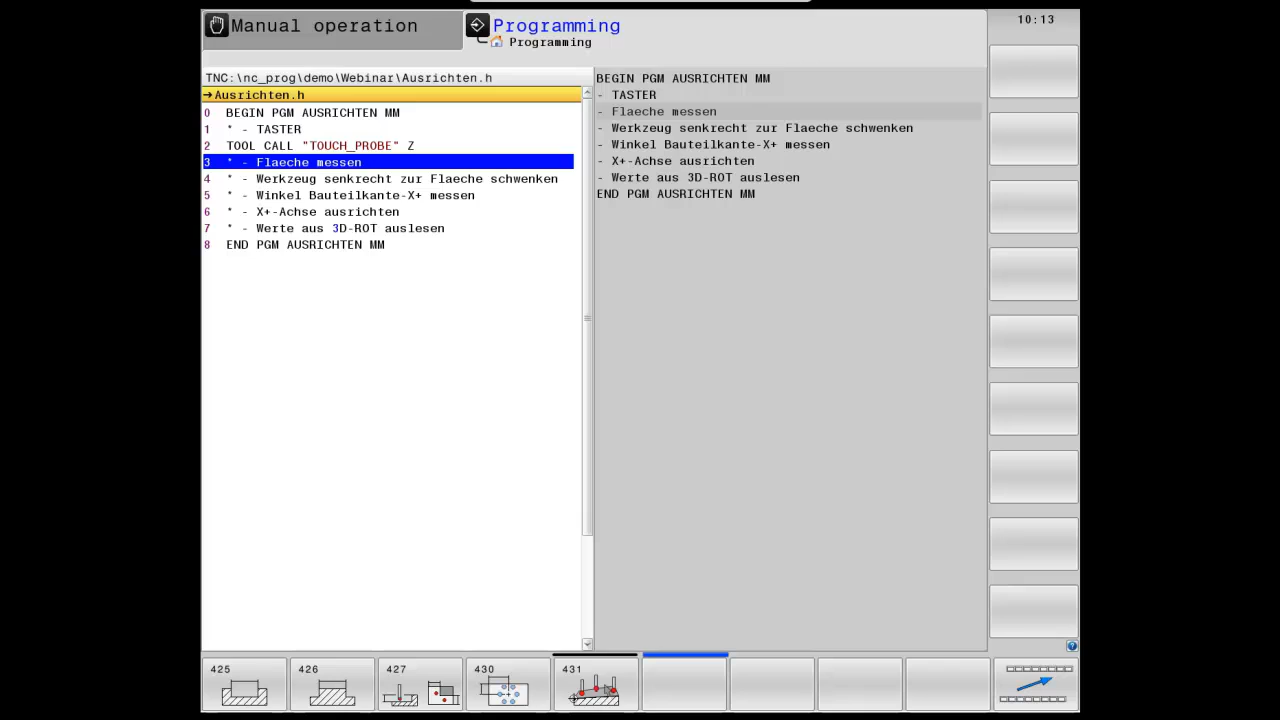 Manual operation
Programming
Programming
10:13
TNC:\nc_prog\demo\Webinar\Ausrichten.h
→Ausrichten.h
0 BEGIN PGM AUSRICHTEN MM
1 * - TASTER
2 TOOL CALL "TOUCH_PROBE" Z
3 * - Flaeche messen
4 * - Werkzeug senkrecht zur Flaeche schwenken
5 * - Winkel Bauteilkante-X+ messen
6 * - X+-Achse ausrichten
7 * - Werte aus 3D-ROT auslesen
8 END PGM AUSRICHTEN MM
BEGIN PGM AUSRICHTEN MM
- TASTER
- Flaeche messen
- Werkzeug senkrecht zur Flaeche schwenken
- Winkel Bauteilkante-X+ messen
- X+-Achse ausrichten
- Werte aus 3D-ROT auslesen
END PGM AUSRICHTEN MM
?
425
426
427
430
431